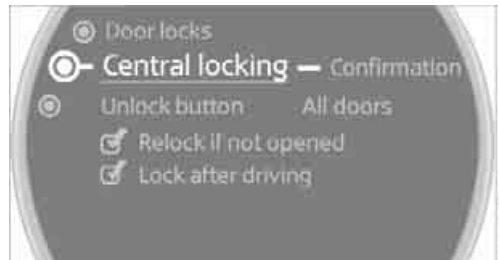 Door locks
Central locking – Confirmation
Unlock button All doors
Relock if not opened
Lock after driving